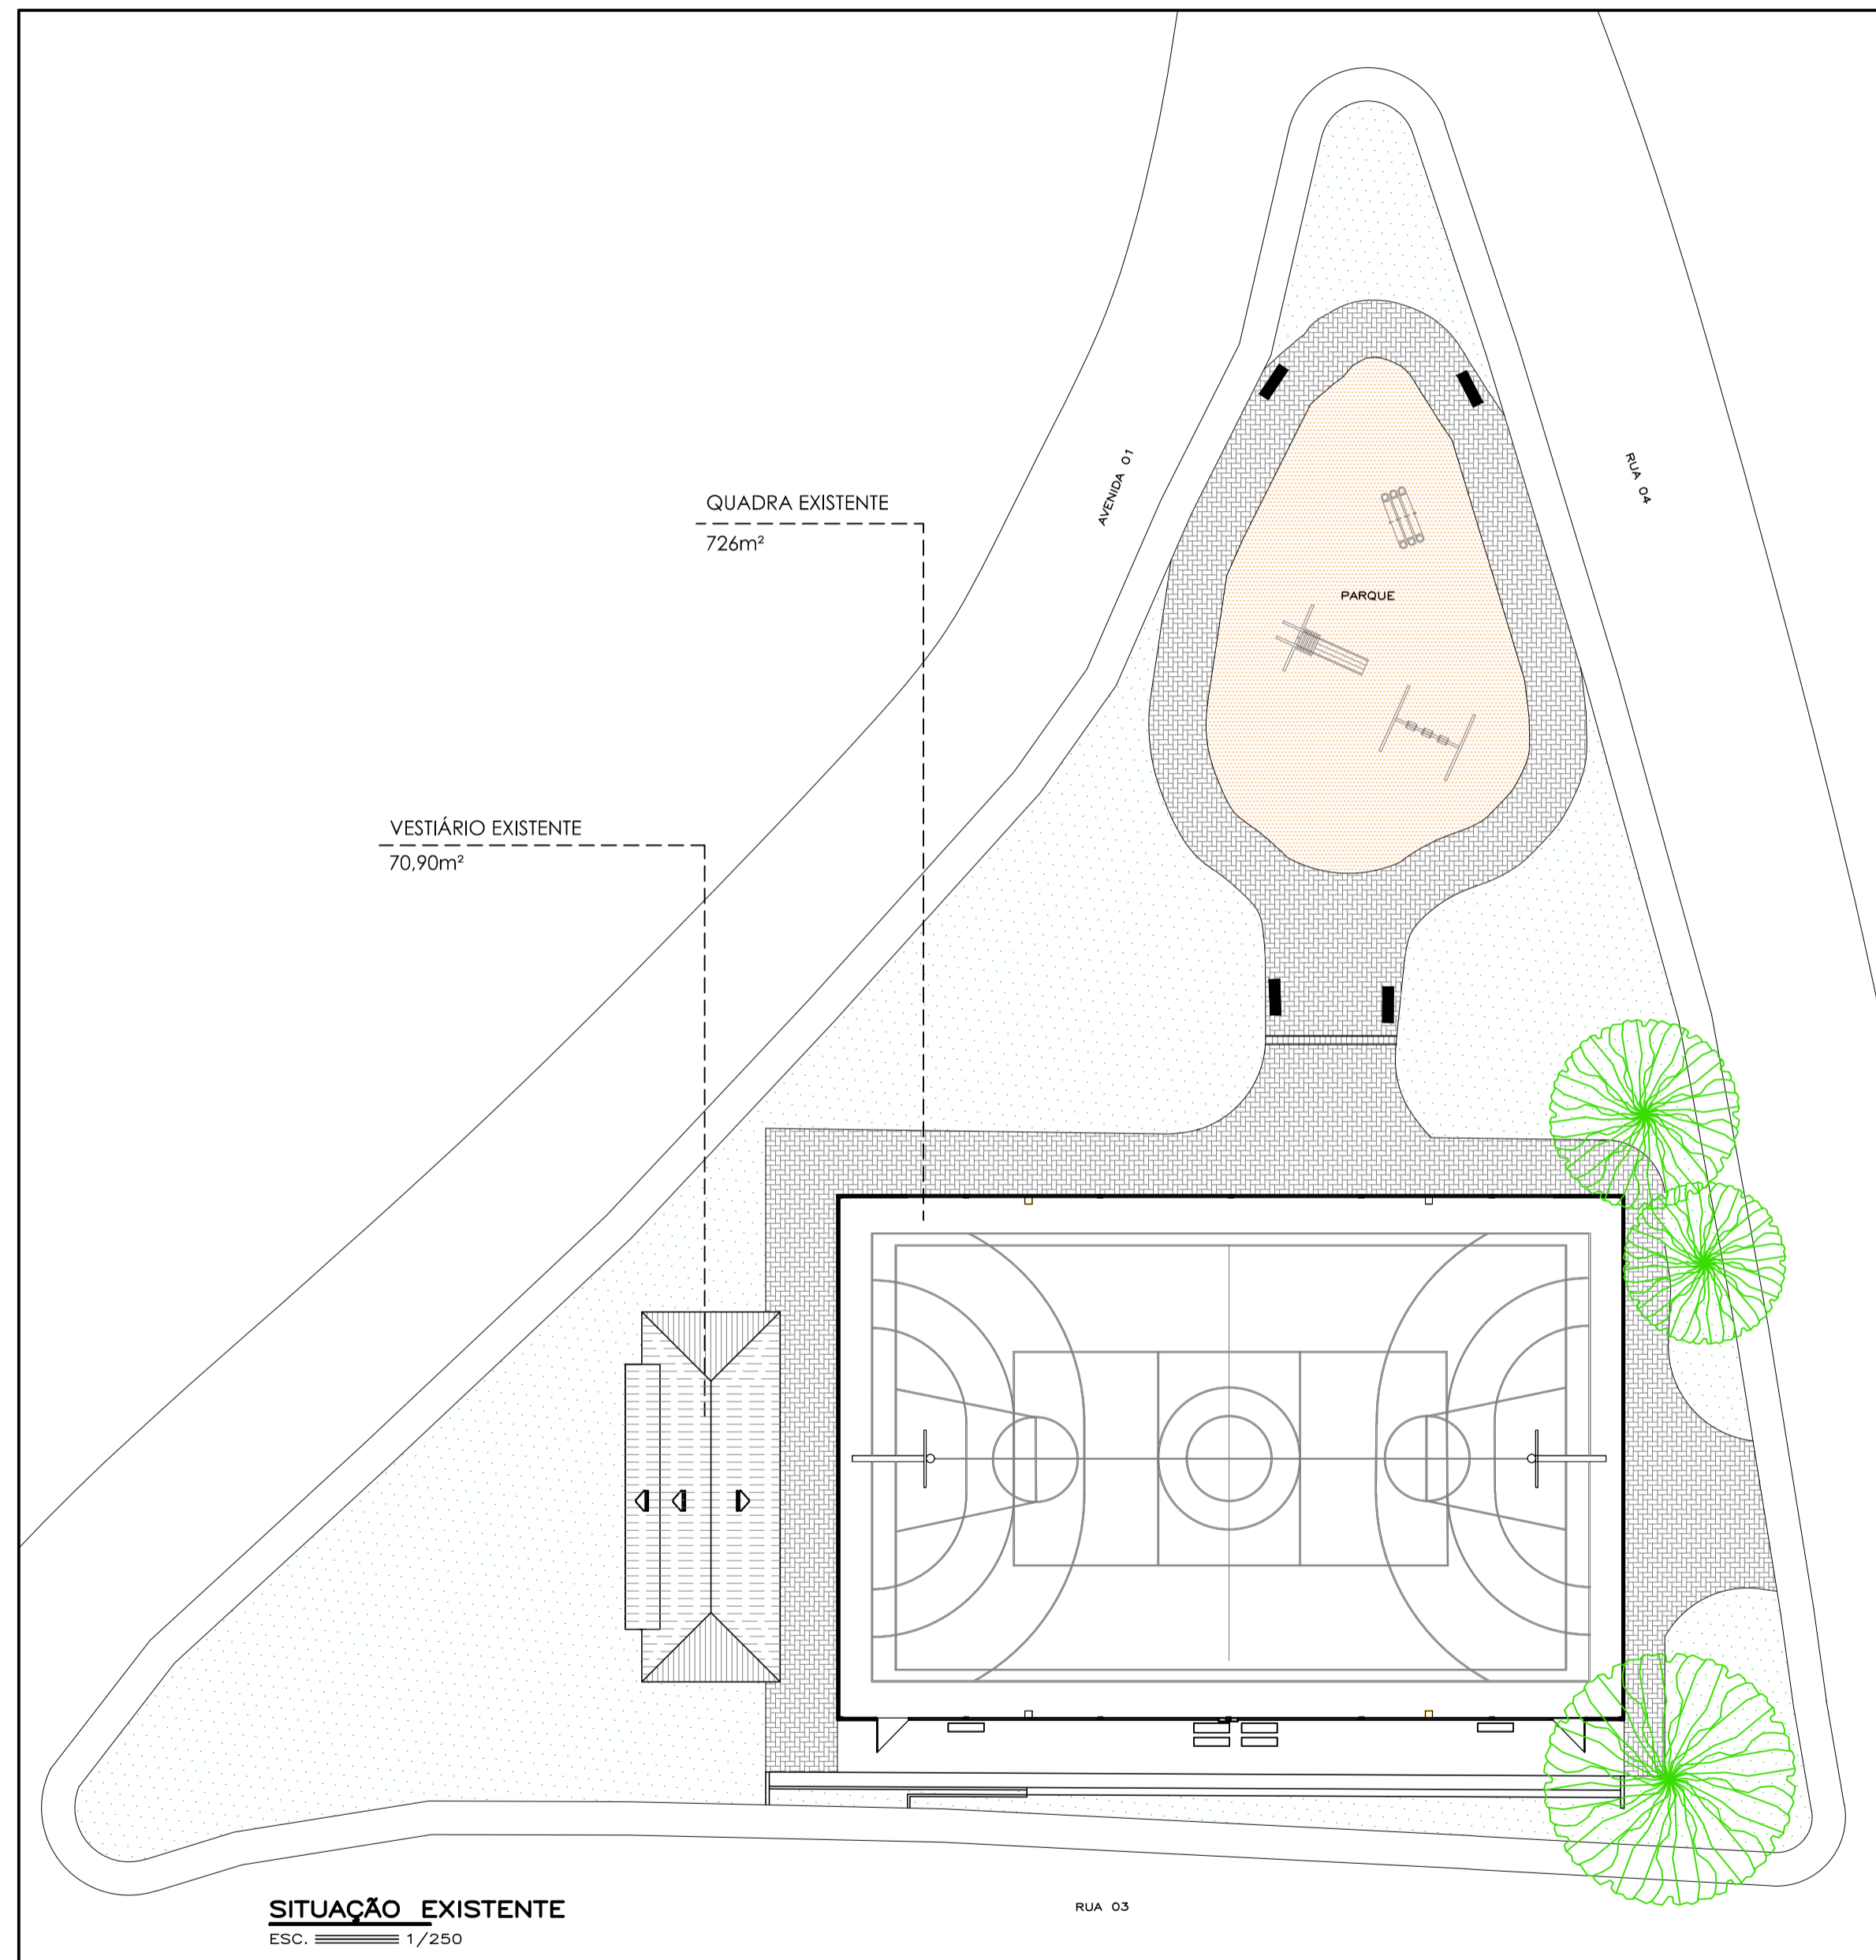 AVENIDA 01
RUA 04
QUADRA EXISTENTE
726m²
PARQUE
VESTIÁRIO EXISTENTE
70,90m²
SITUAÇÃO EXISTENTE
ESC. 1/250
RUA 03